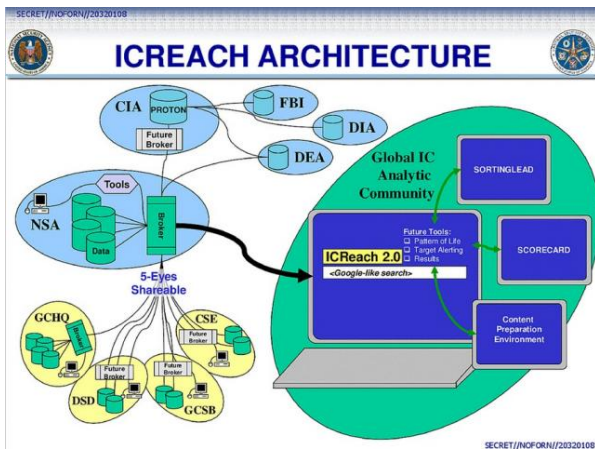 SECRET//NOFORN//20320108
ICREACH ARCHITECTURE
CIA
PROTON
Future
Broker
FBI
DIA
DEA
NSA
Tools
Data
Broker
5-Eyes
Shareable
GCHQ
Broker
DSD
Future
Broker
GCSB
Future
Broker
CSE
Future
Broker
Global IC
Analytic
Community
ICReach 2.0
Future Tools:
Pattern of Life
Target Alerting
Results
<Google-like search>
SORTINGLEAD
SCORECARD
Content
Preparation
Environment
SECRET//NOFORN//20320108